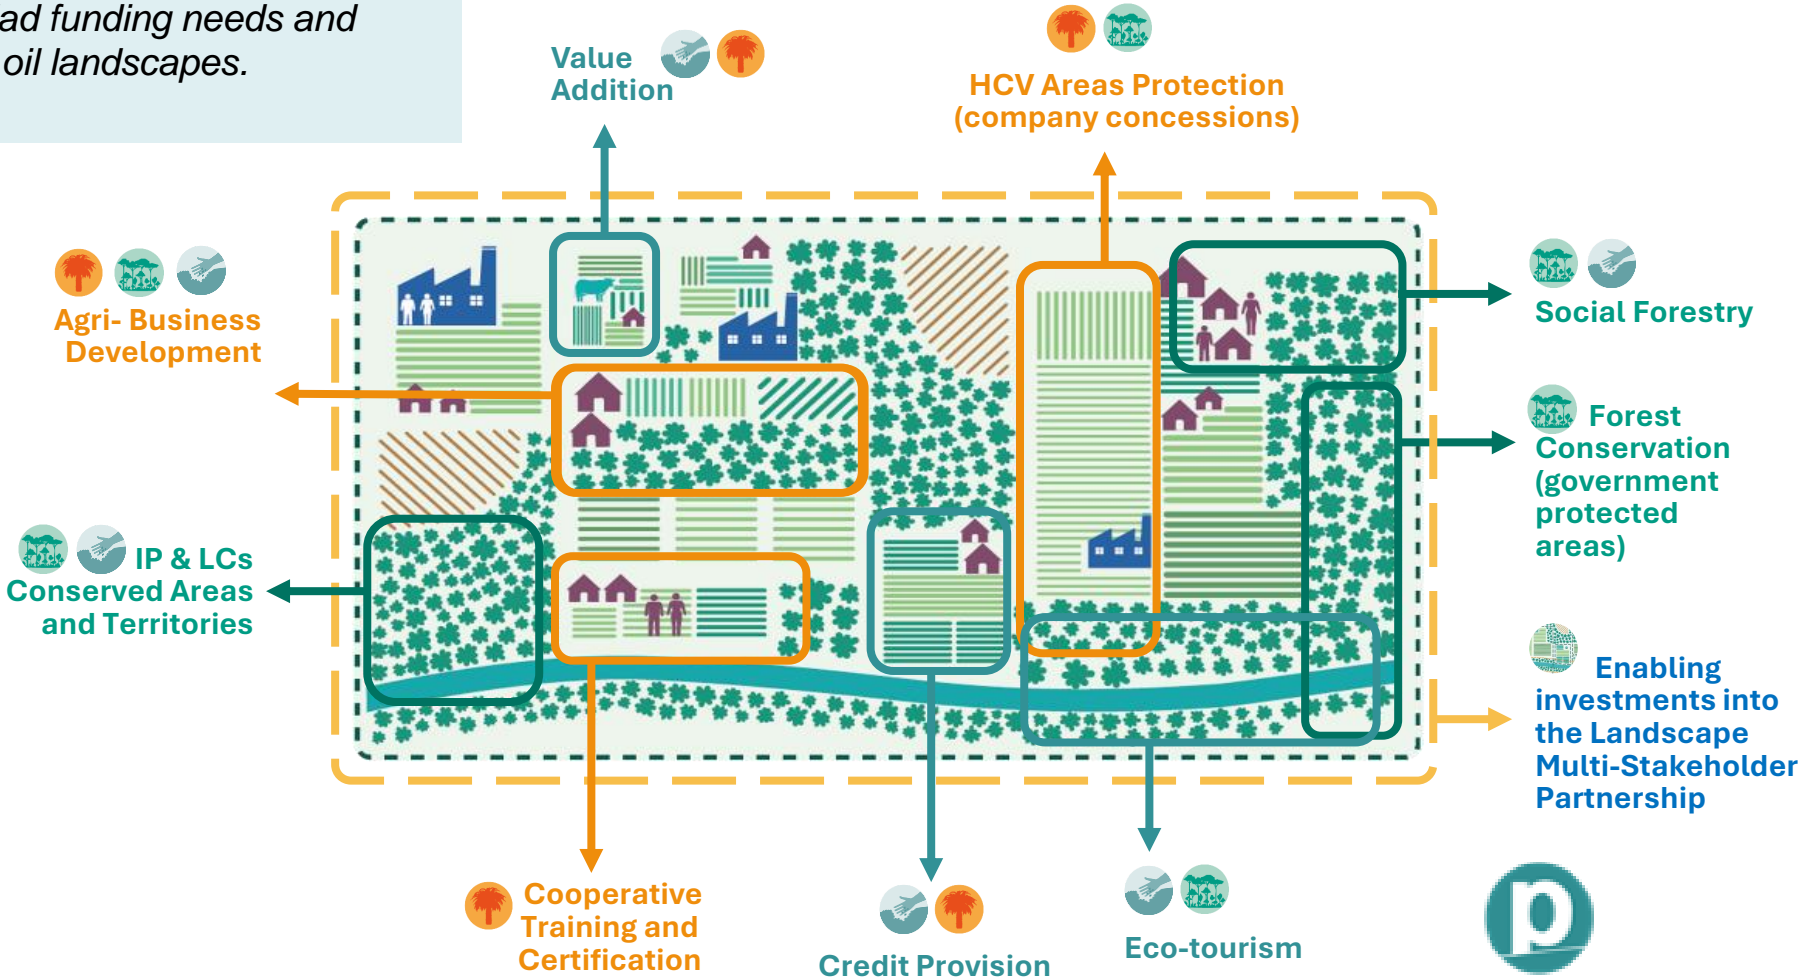 ad funding needs and
oil landscapes.
Value
Addition
HCV Areas Protection
(company concessions)
Agri- Business
Development
Social Forestry
Forest
Conservation
(government
protected
areas)
IP & LCs
Conserved Areas
and Territories
Enabling
investments into
the Landscape
Multi-Stakeholder
Partnership
Cooperative
Training and
Certification
Credit Provision
Eco-tourism
p